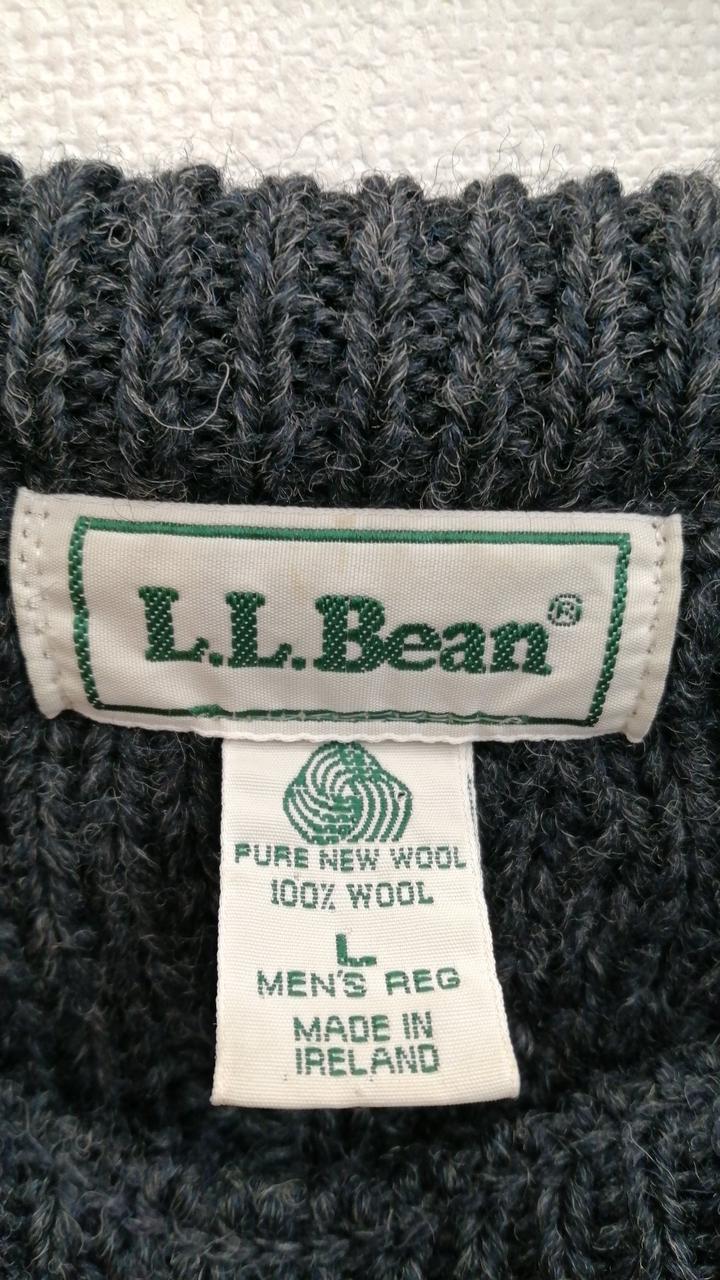 L.L.Bean®
PURE NEW WOOL
100% WOOL
L
MEN'S REG
MADE IN
IRELAND